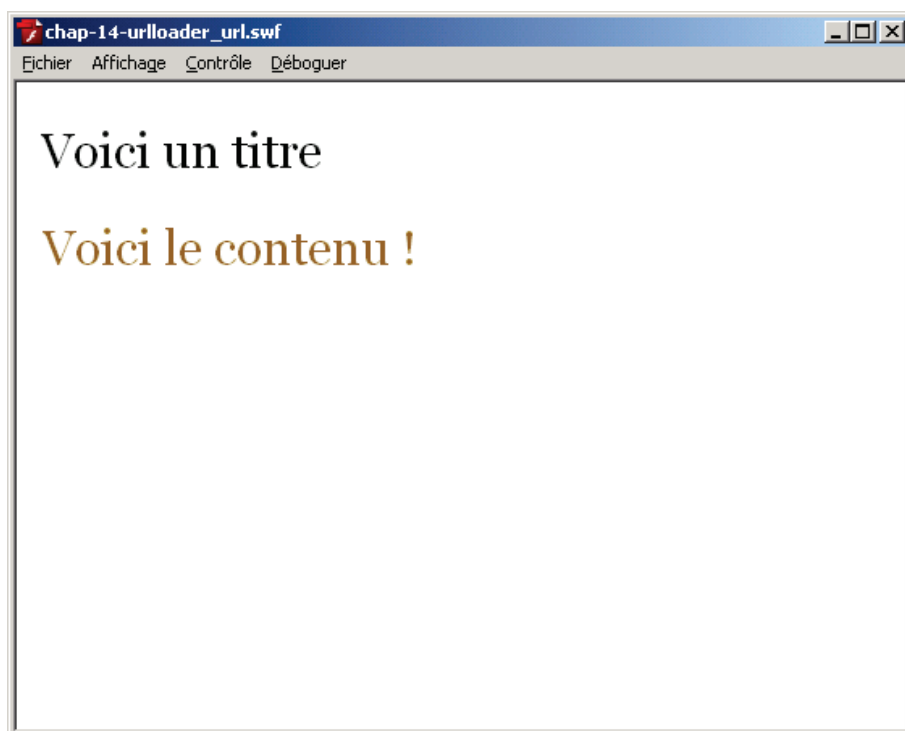 chap-14-urlloader_url.swf
Fichier Affichage Contrôle Déboguer
Voici un titre
Voici le contenu !